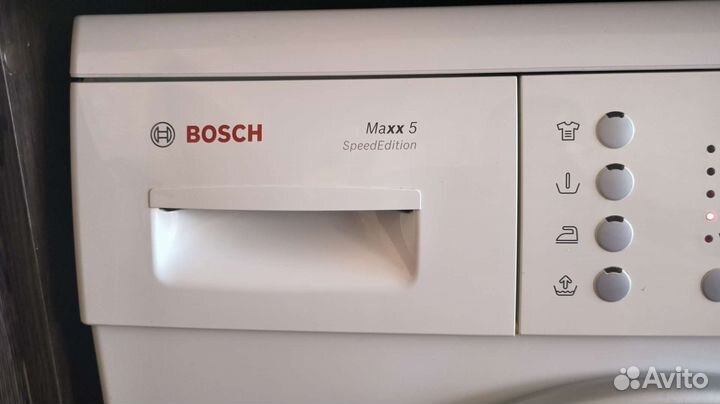 BOSCH
Maxx 5
SpeedEdition
Avito